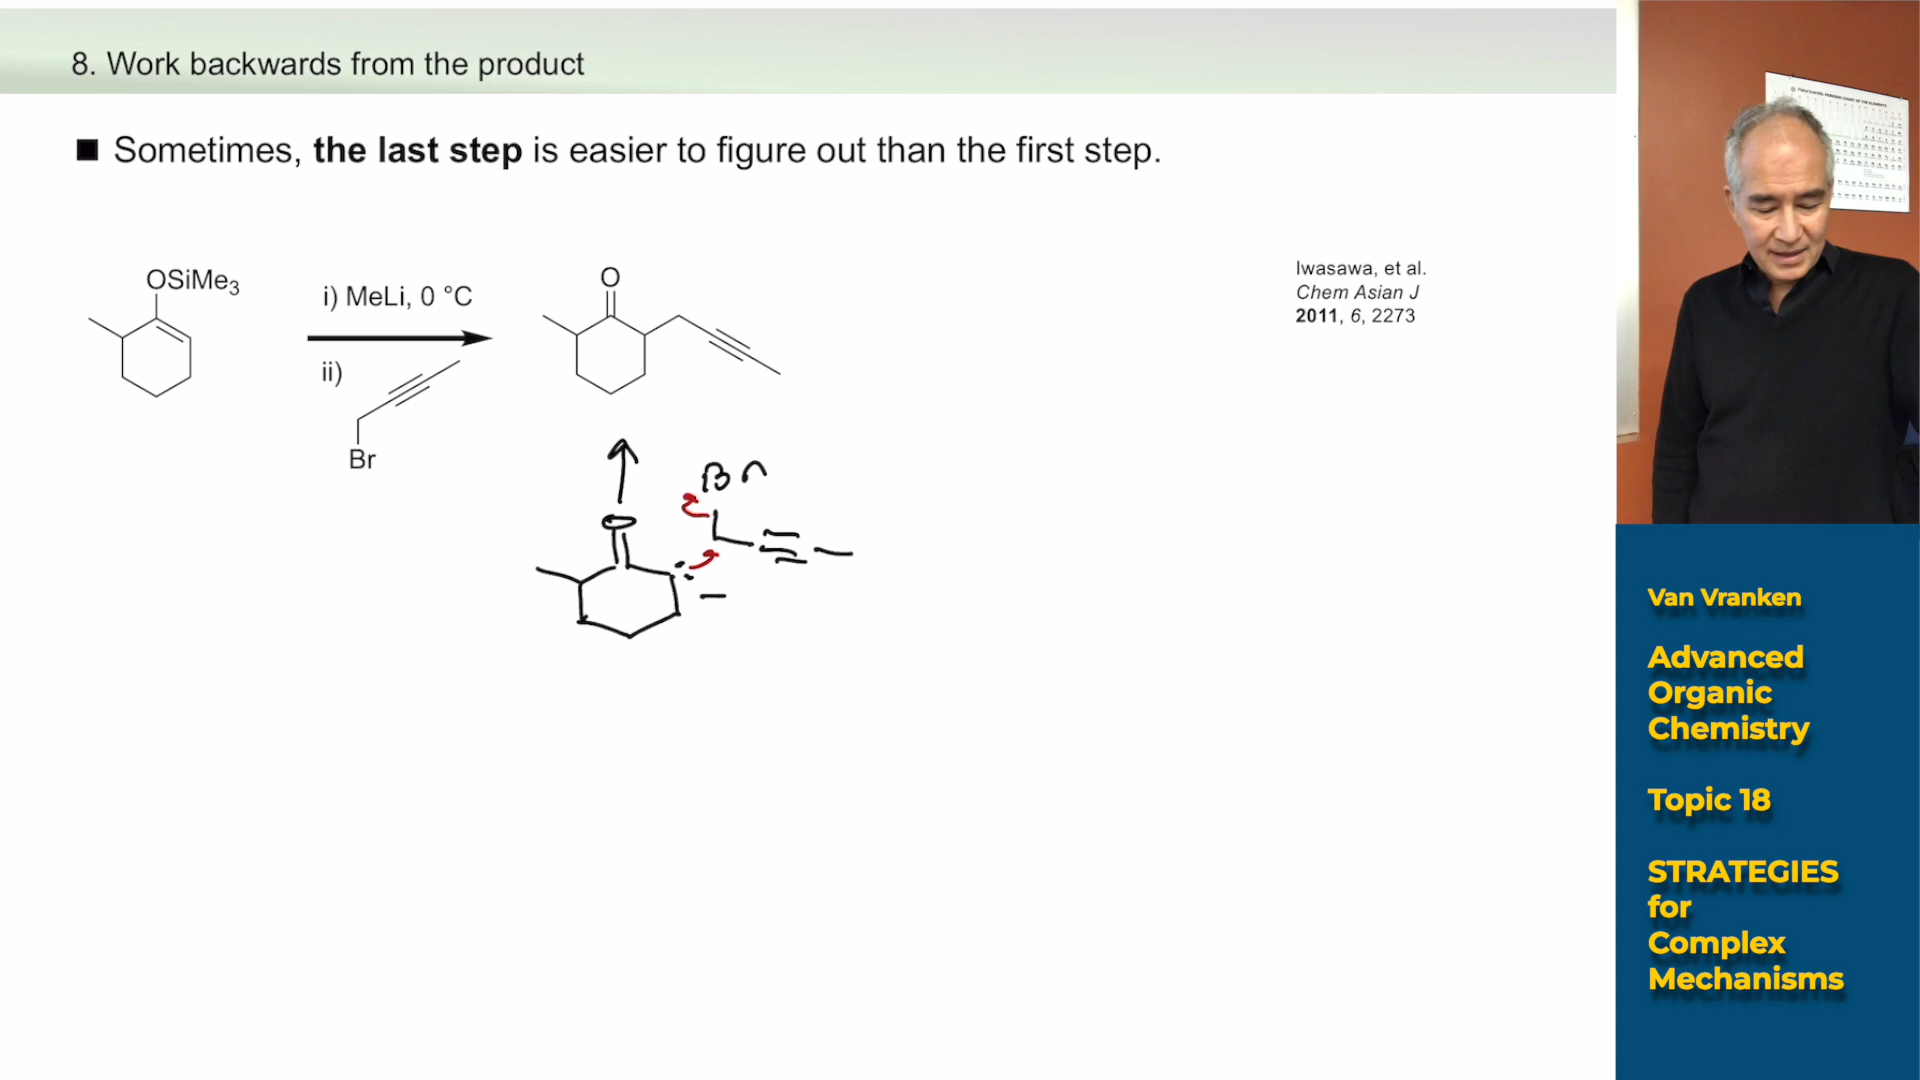 8. Work backwards from the product
■ Sometimes, the last step is easier to figure out than the first step.
OSiMe3
i) MeLi, 0 °C
ii)
Br
O
Iwasawa, et al.
Chem Asian J
2011, 6, 2273
Br
O
Van Vranken
Advanced
Organic
Chemistry
Topic 18
STRATEGIES
for
Complex
Mechanisms